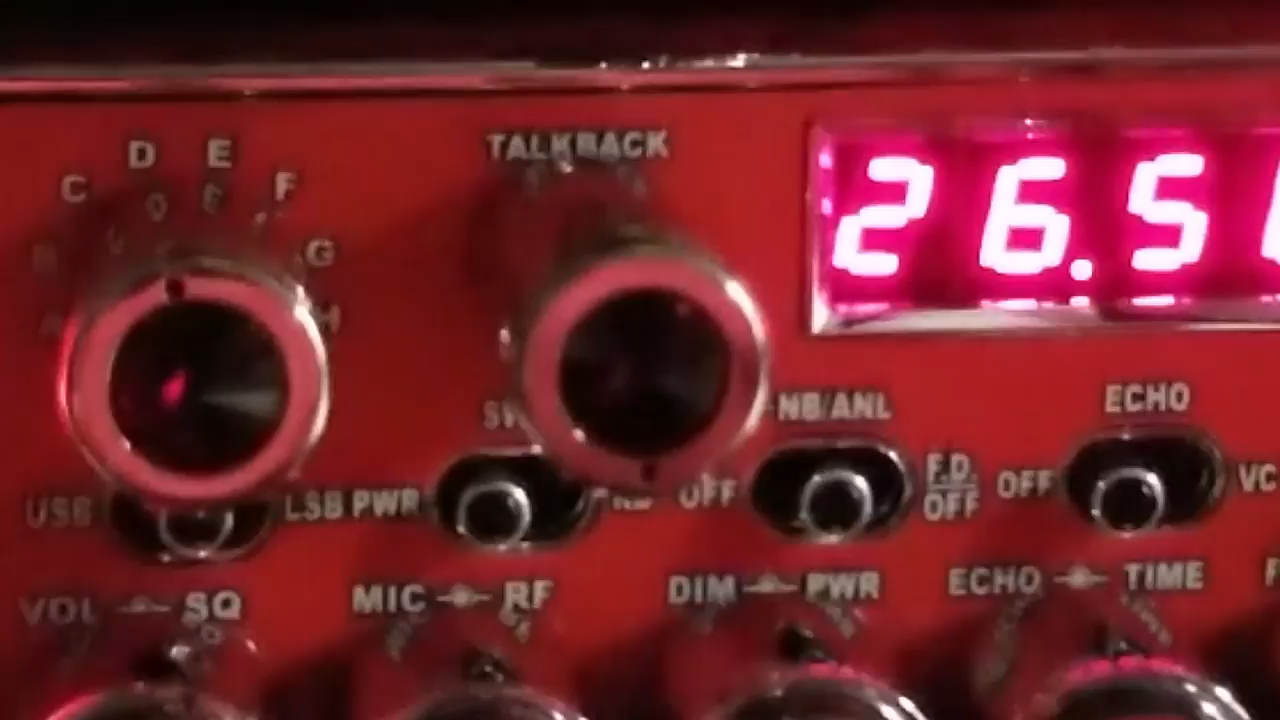 D E
C F
G
H
TALKBACK
26.5
NB/ANL
ECHO
USB LSB PWR OFF F.D. OFF OFF VC
VOL SQ MIC RF DIM PWR ECHO TIME